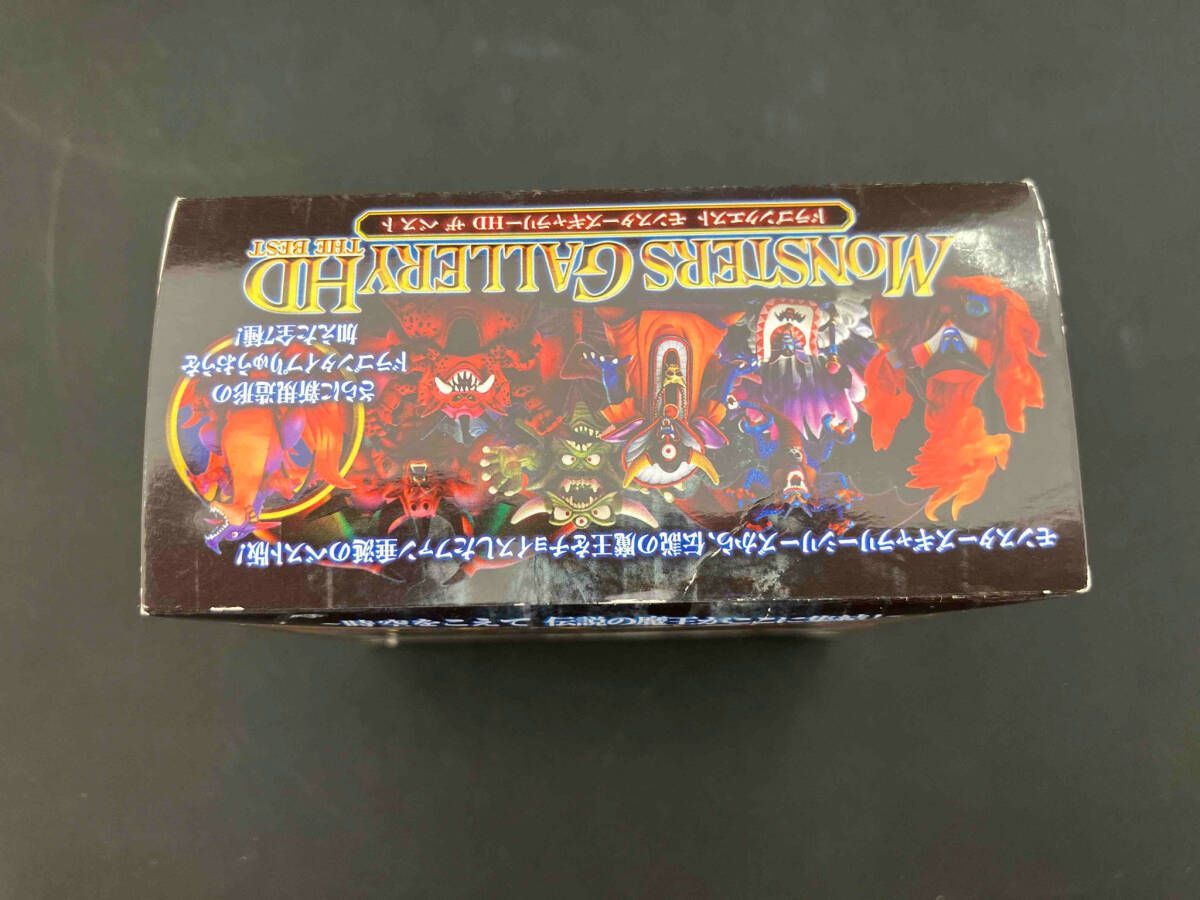 モンスターズギャラリーシリーズから、伝説の魔王をチョイスしたファン垂涎のベスト版!
さらに新規造形の
ドラゴンタイプりゅうおうを
加えた全7種!
MONSTERS GALLERY HD
THE BEST
ドラゴンクエスト モンスターズギャラリーHD ザ ベスト